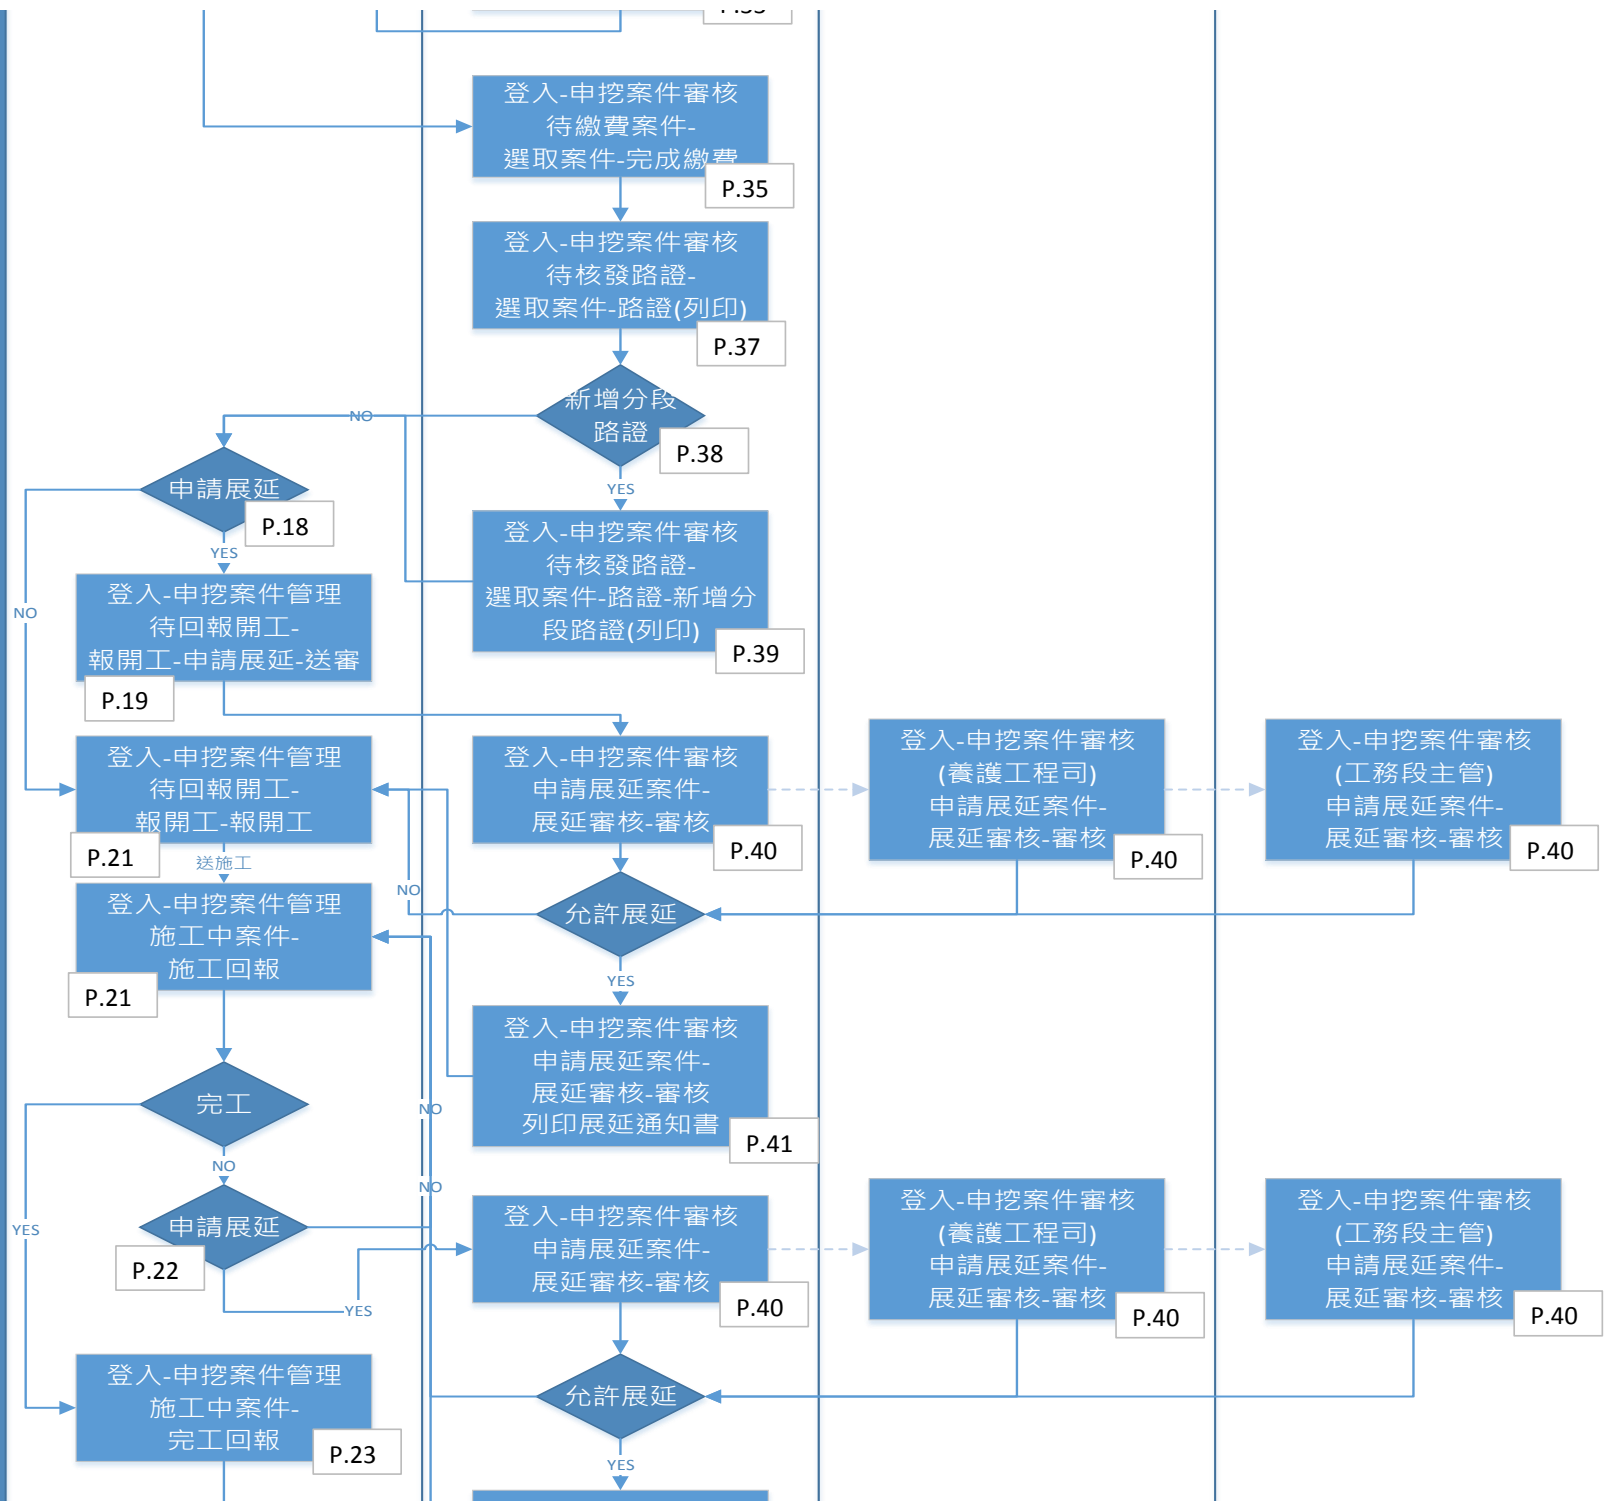 登入-申挖案件審核
待繳費案件-
選取案件-完成繳費
P.35
登入-申挖案件審核
待核發路證-
選取案件-路證(列印)
P.37
新增分段
路證
P.38
NO
YES
申請展延
P.18
YES
NO
登入-申挖案件審核
待核發路證-
選取案件-路證-新增分
段路證(列印)
P.39
登入-申挖案件管理
待回報開工-
報開工-申請展延-送審
P.19
登入-申挖案件管理
待回報開工-
報開工-報開工
P.21
送施工
登入-申挖案件審核
申請展延案件-
展延審核-審核
P.40
登入-申挖案件審核
(養護工程司)
申請展延案件-
展延審核-審核
P.40
登入-申挖案件審核
(工務段主管)
申請展延案件-
展延審核-審核
P.40
NO
允許展延
YES
登入-申挖案件管理
施工中案件-
施工回報
P.21
登入-申挖案件審核
申請展延案件-
展延審核-審核
列印展延通知書
P.41
完工
NO
NO
YES
申請展延
P.22
NO
YES
登入-申挖案件審核
申請展延案件-
展延審核-審核
P.40
登入-申挖案件審核
(養護工程司)
申請展延案件-
展延審核-審核
P.40
登入-申挖案件審核
(工務段主管)
申請展延案件-
展延審核-審核
P.40
登入-申挖案件管理
施工中案件-
完工回報
P.23
允許展延
YES